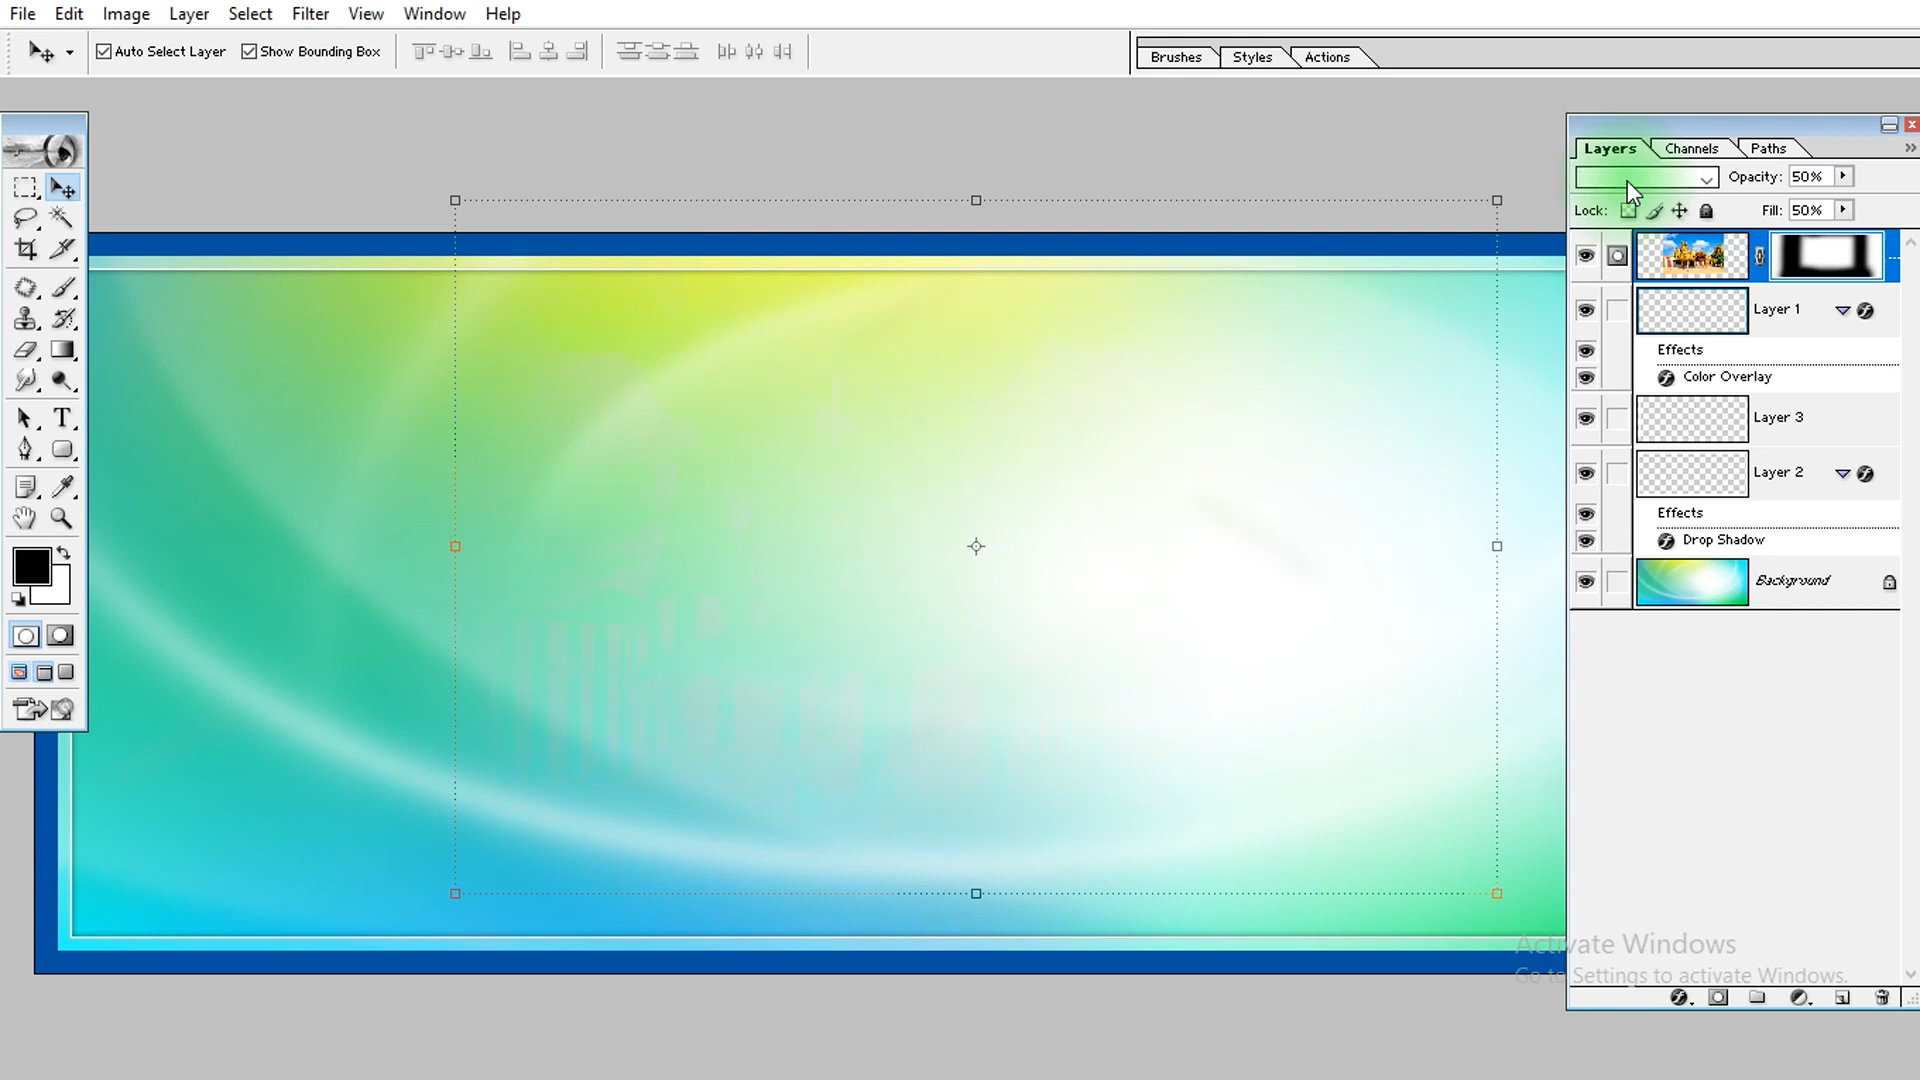 File Edit Image Layer Select Filter View Window Help
Auto Select Layer Show Bounding Box
Brushes Styles Actions
Layers Channels Paths
Opacity: 50%
Lock: Fill: 50%
Layer 1
Effects
Color Overlay
Layer 3
Layer 2
Effects
Drop Shadow
Background
T
Activate Windows
Go to Settings to activate Windows.